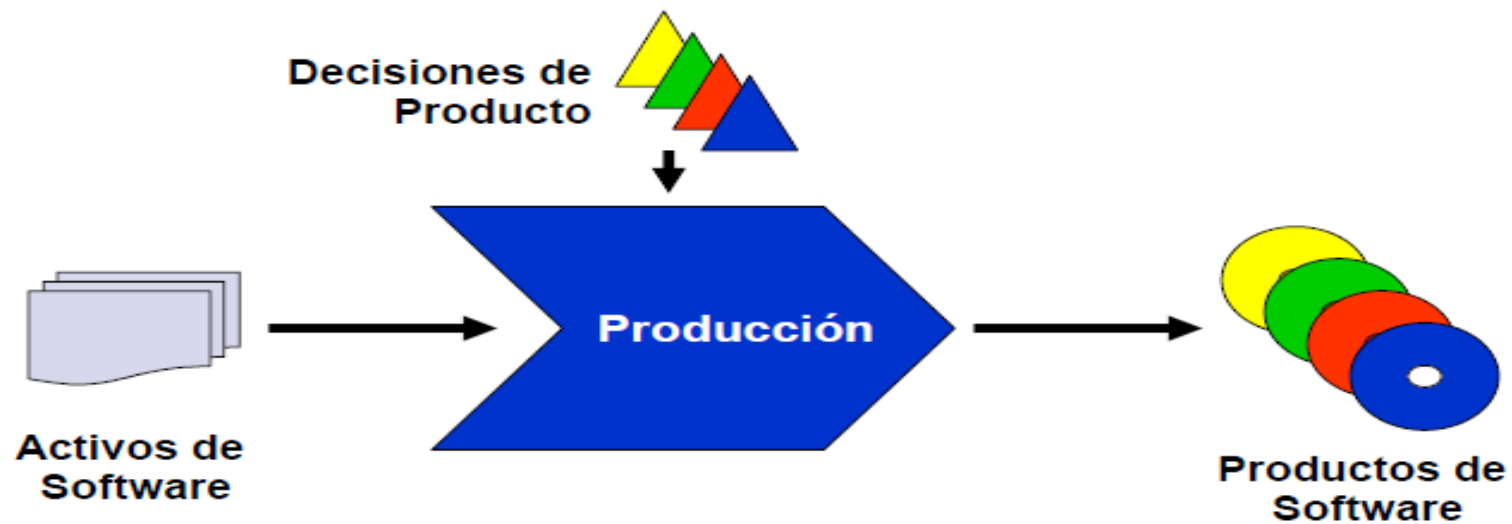 Decisiones de
Producto
Producción
Activos de
Software
Productos de
Software